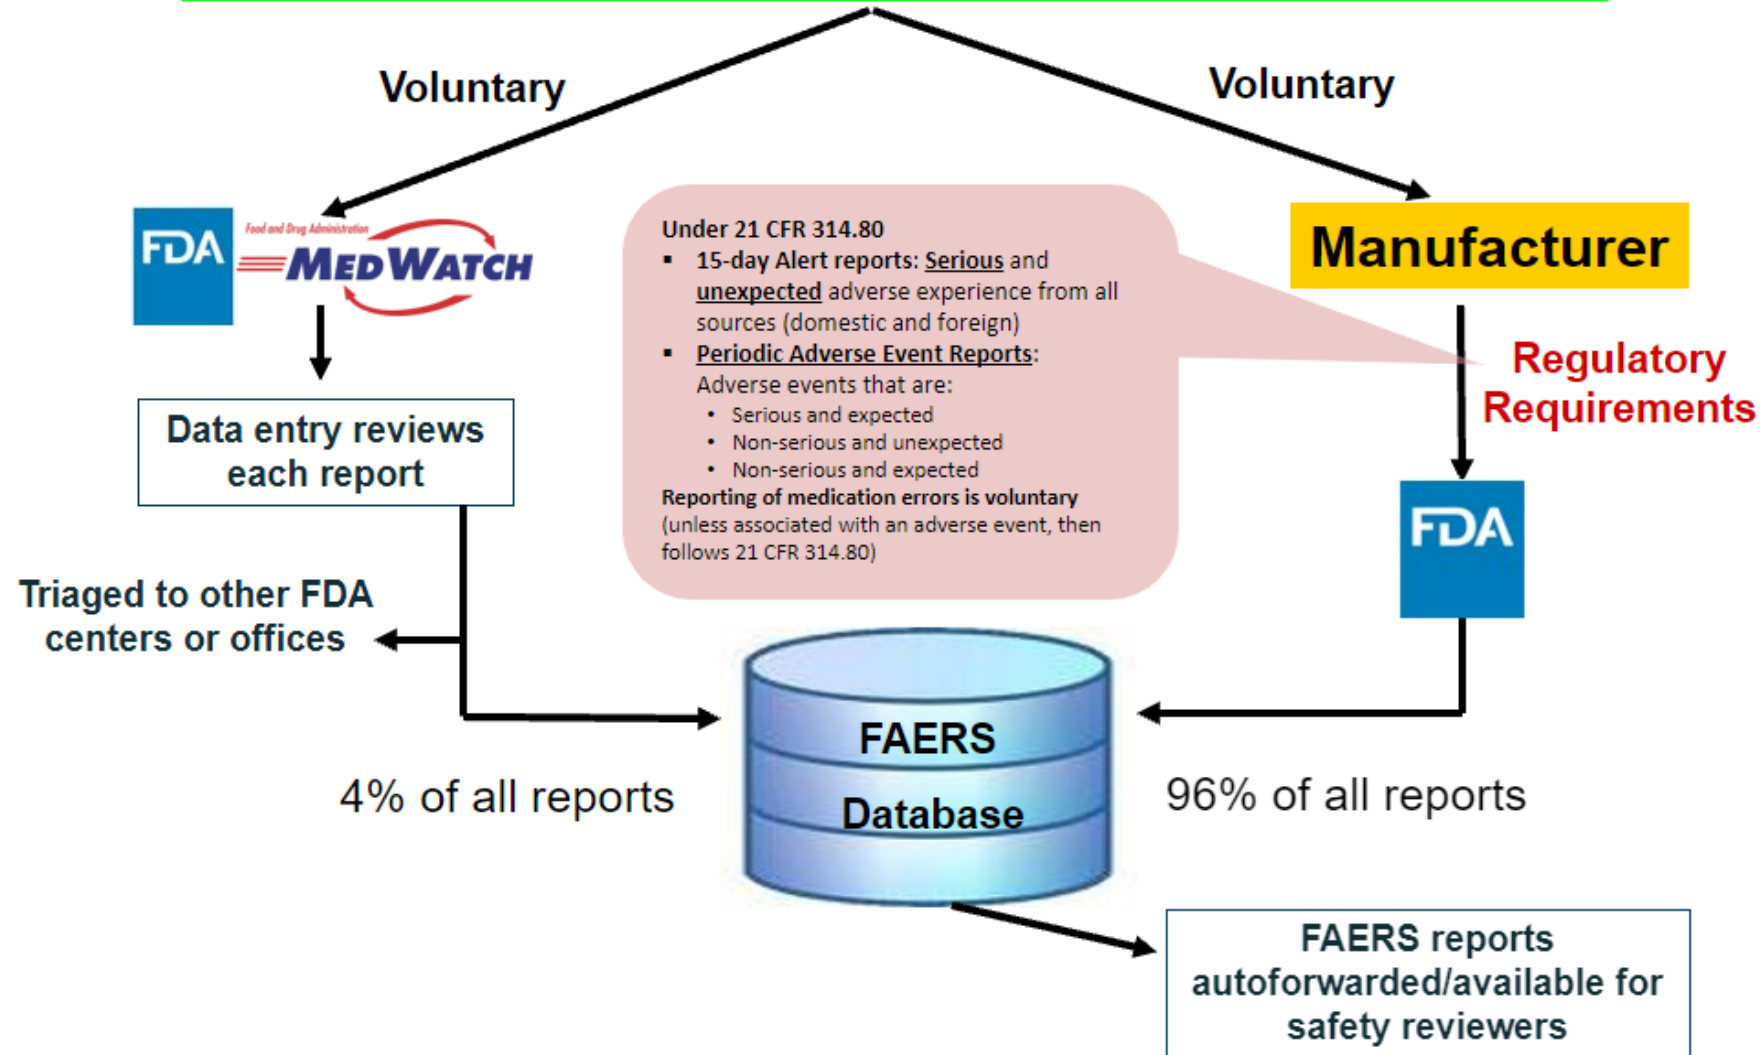 Voluntary
Voluntary
FDA
Food and Drug Administration
MEDWATCH
Under 21 CFR 314.80
▪ 15-day Alert reports: Serious and
unexpected adverse experience from all
sources (domestic and foreign)
▪ Periodic Adverse Event Reports:
Adverse events that are:
• Serious and expected
• Non-serious and unexpected
• Non-serious and expected
Reporting of medication errors is voluntary
(unless associated with an adverse event, then
follows 21 CFR 314.80)
Manufacturer
Regulatory
Requirements
Data entry reviews
each report
FDA
Triaged to other FDA
centers or offices
FAERS
Database
4% of all reports
96% of all reports
FAERS reports
autoforwarded/available for
safety reviewers